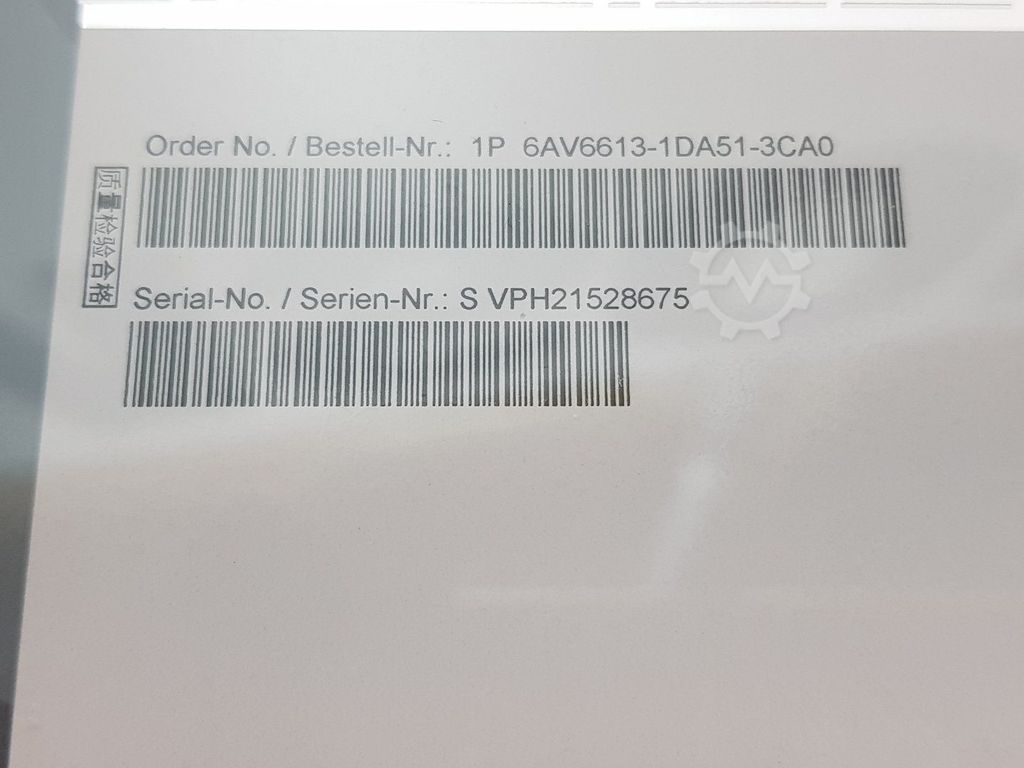 Order No. / Bestell-Nr.: 1P 6AV6613-1DA51-3CA0
质量检验合格
Serial-No. / Serien-Nr.: S VPH21528675